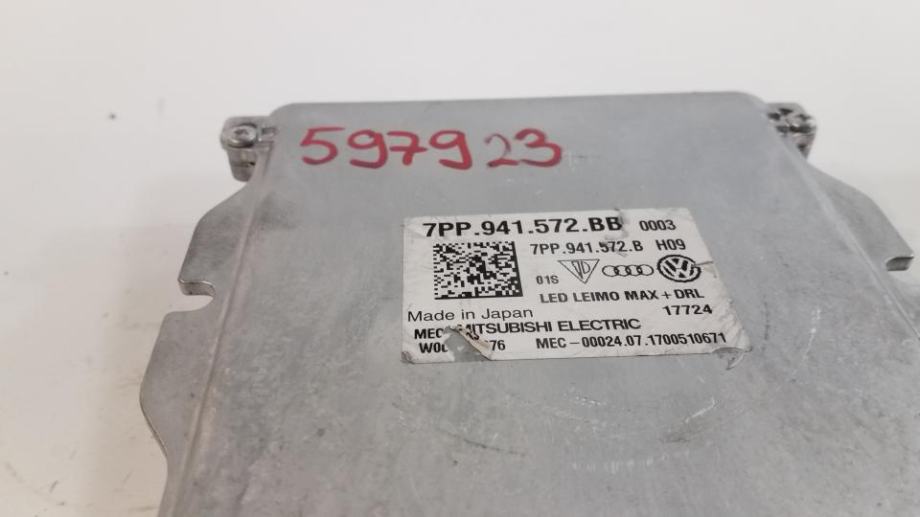 597923
7PP.941.572.BB 0003
7PP.941.572.B H09
01S
LED LEIMO MAX + DRL
Made in Japan 17724
MITSUBISHI ELECTRIC
MEC-00024.07.1700510671